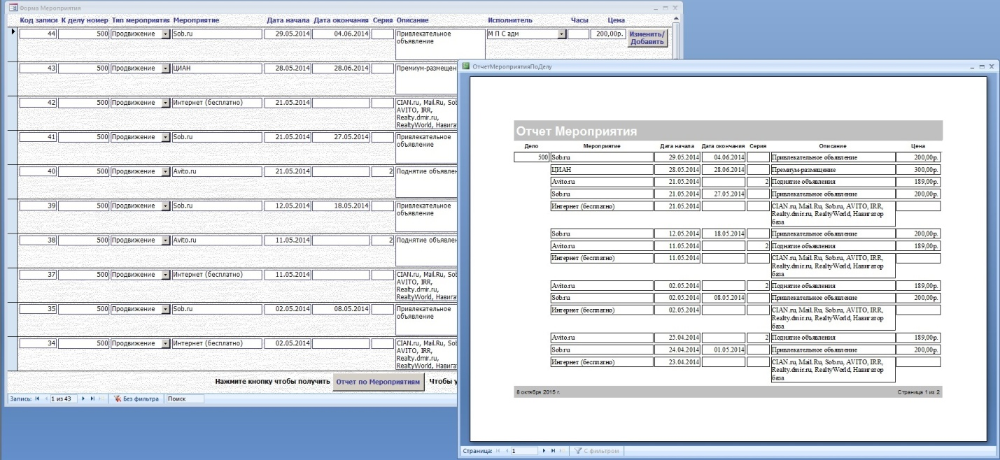 Форма Мероприятия
Код записи К делу номер Тип мероприятия Мероприятие Дата начала Дата окончания Серия Описание Исполнитель Часы Цена
44 500 Продвижение Sob.ru 29.05.2014 04.06.2014 Привлекательное М П С адм 200,00р. Изменить/
объявление Добавить
43 500 Продвижение ЦИАН 28.05.2014 28.06.2014 Премиум-размещен
42 500 Продвижение Интернет (бесплатно) 21.05.2014 CIAN.ru, Mail.Ru, Sob
AVITO, IRR,
Realty.dmir.ru,
RealtyWorld, Навига
41 500 Продвижение Sob.ru 21.05.2014 27.05.2014 Привлекательное
объявление
40 500 Продвижение Avito.ru 21.05.2014 2 Поднятие объявлен
39 500 Продвижение Sob.ru 12.05.2014 18.05.2014 Привлекательное
объявление
38 500 Продвижение Avito.ru 11.05.2014 2 Поднятие объявлен
37 500 Продвижение Интернет (бесплатно) 11.05.2014 CIAN.ru, Mail.Ru, Sob
AVITO, IRR,
Realty.dmir.ru,
RealtyWorld, Навига
35 500 Продвижение Sob.ru 02.05.2014 08.05.2014 Привлекательное
объявление
34 500 Продвижение Интернет (бесплатно) 02.05.2014 CIAN.ru, Mail.Ru, Sob
AVITO, IRR,
Realty.dmir.ru,
RealtyWorld, Навига
Нажмите кнопку чтобы получить Отчет по Мероприятиям Чтобы у
Запись: 1 из 43 Без фильтра Поиск
ОтчетМероприятияПоДелу
Отчет Мероприятия
Дело Мероприятие Дата начала Дата окончания Серия Описание Цена
500 Sob.ru 29.05.2014 04.06.2014 Привлекательное объявление 200,00р.
ЦИАН 28.05.2014 28.06.2014 Премиум-размещение 300,00р.
Avito.ru 21.05.2014 2 Поднятие объявления 189,00р.
Sob.ru 21.05.2014 27.05.2014 Привлекательное объявление 200,00р.
Интернет (бесплатно) 21.05.2014 CIAN.ru, Mail.Ru, Sob.ru, AVITO, IRR,
Realty.dmir.ru, RealtyWorld, Навигатор
база
Sob.ru 12.05.2014 18.05.2014 Привлекательное объявление 200,00р.
Avito.ru 11.05.2014 2 Поднятие объявления 189,00р.
Интернет (бесплатно) 11.05.2014 CIAN.ru, Mail.Ru, Sob.ru, AVITO, IRR,
Realty.dmir.ru, RealtyWorld, Навигатор
база
Avito.ru 02.05.2014 2 Поднятие объявления 189,00р.
Sob.ru 02.05.2014 08.05.2014 Привлекательное объявление 200,00р.
Интернет (бесплатно) 02.05.2014 CIAN.ru, Mail.Ru, Sob.ru, AVITO, IRR,
Realty.dmir.ru, RealtyWorld, Навигатор
база
Avito.ru 25.04.2014 2 Поднятие объявления 189,00р.
Sob.ru 24.04.2014 01.05.2014 Привлекательное объявление 200,00р.
Интернет (бесплатно) 23.04.2014 CIAN.ru, Mail.Ru, Sob.ru, AVITO, IRR,
Realty.dmir.ru, RealtyWorld, Навигатор
база
8 октября 2015 г. Страница 1 из 2
Страница: 1 С фильтром